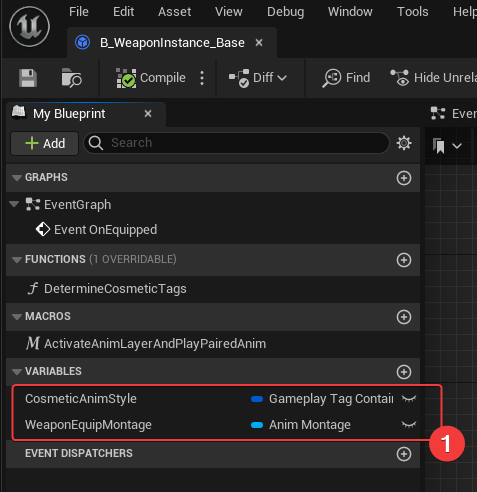 File Edit Asset View Debug Window Tools Help
B_WeaponInstance_Base
Compile Diff Find Hide Unrela
My Blueprint Even
Add Search
GRAPHS
EventGraph
Event OnEquipped
FUNCTIONS (1 OVERRIDABLE)
DetermineCosmeticTags
MACROS
ActivateAnimLayerAndPlayPairedAnim
VARIABLES
CosmeticAnimStyle Gameplay Tag Contain
WeaponEquipMontage Anim Montage
1
EVENT DISPATCHERS